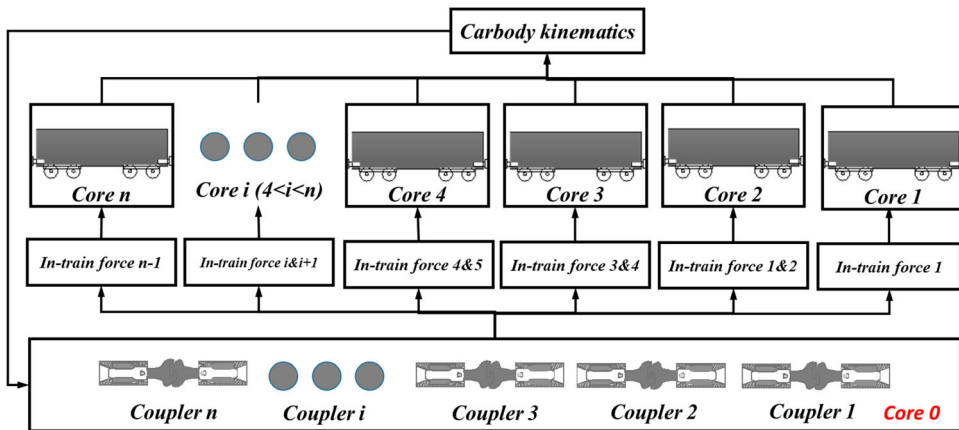 Carbody kinematics
Core n
Core i (4<i<n)
Core 4
Core 3
Core 2
Core 1
In-train force n-1
In-train force i&i+1
In-train force 4&5
In-train force 3&4
In-train force 1&2
In-train force 1
Coupler n
Coupler i
Coupler 3
Coupler 2
Coupler 1
Core 0